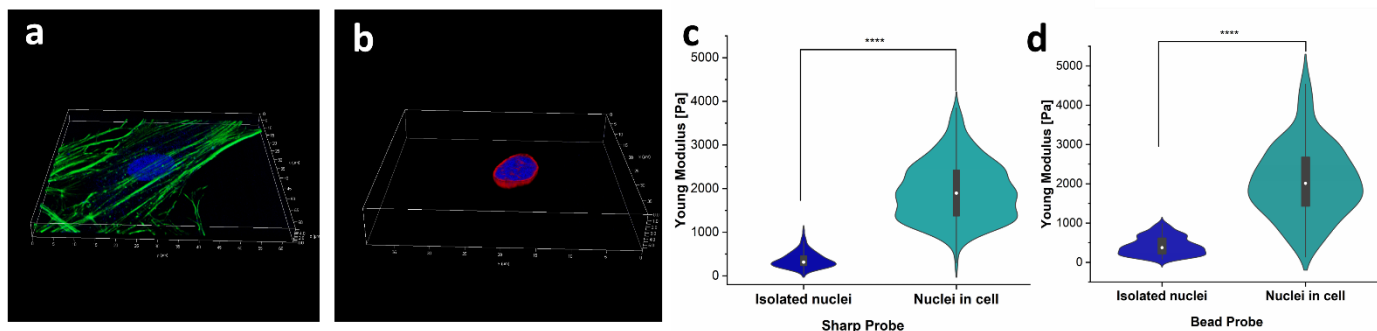 a
b
c
****
5000
4000
3000
2000
1000
0
Young Modulus [Pa]
Isolated nuclei
Nuclei in cell
Sharp Probe
d
****
5000
4000
3000
2000
1000
0
Young Modulus [Pa]
Isolated nuclei
Nuclei in cell
Bead Probe